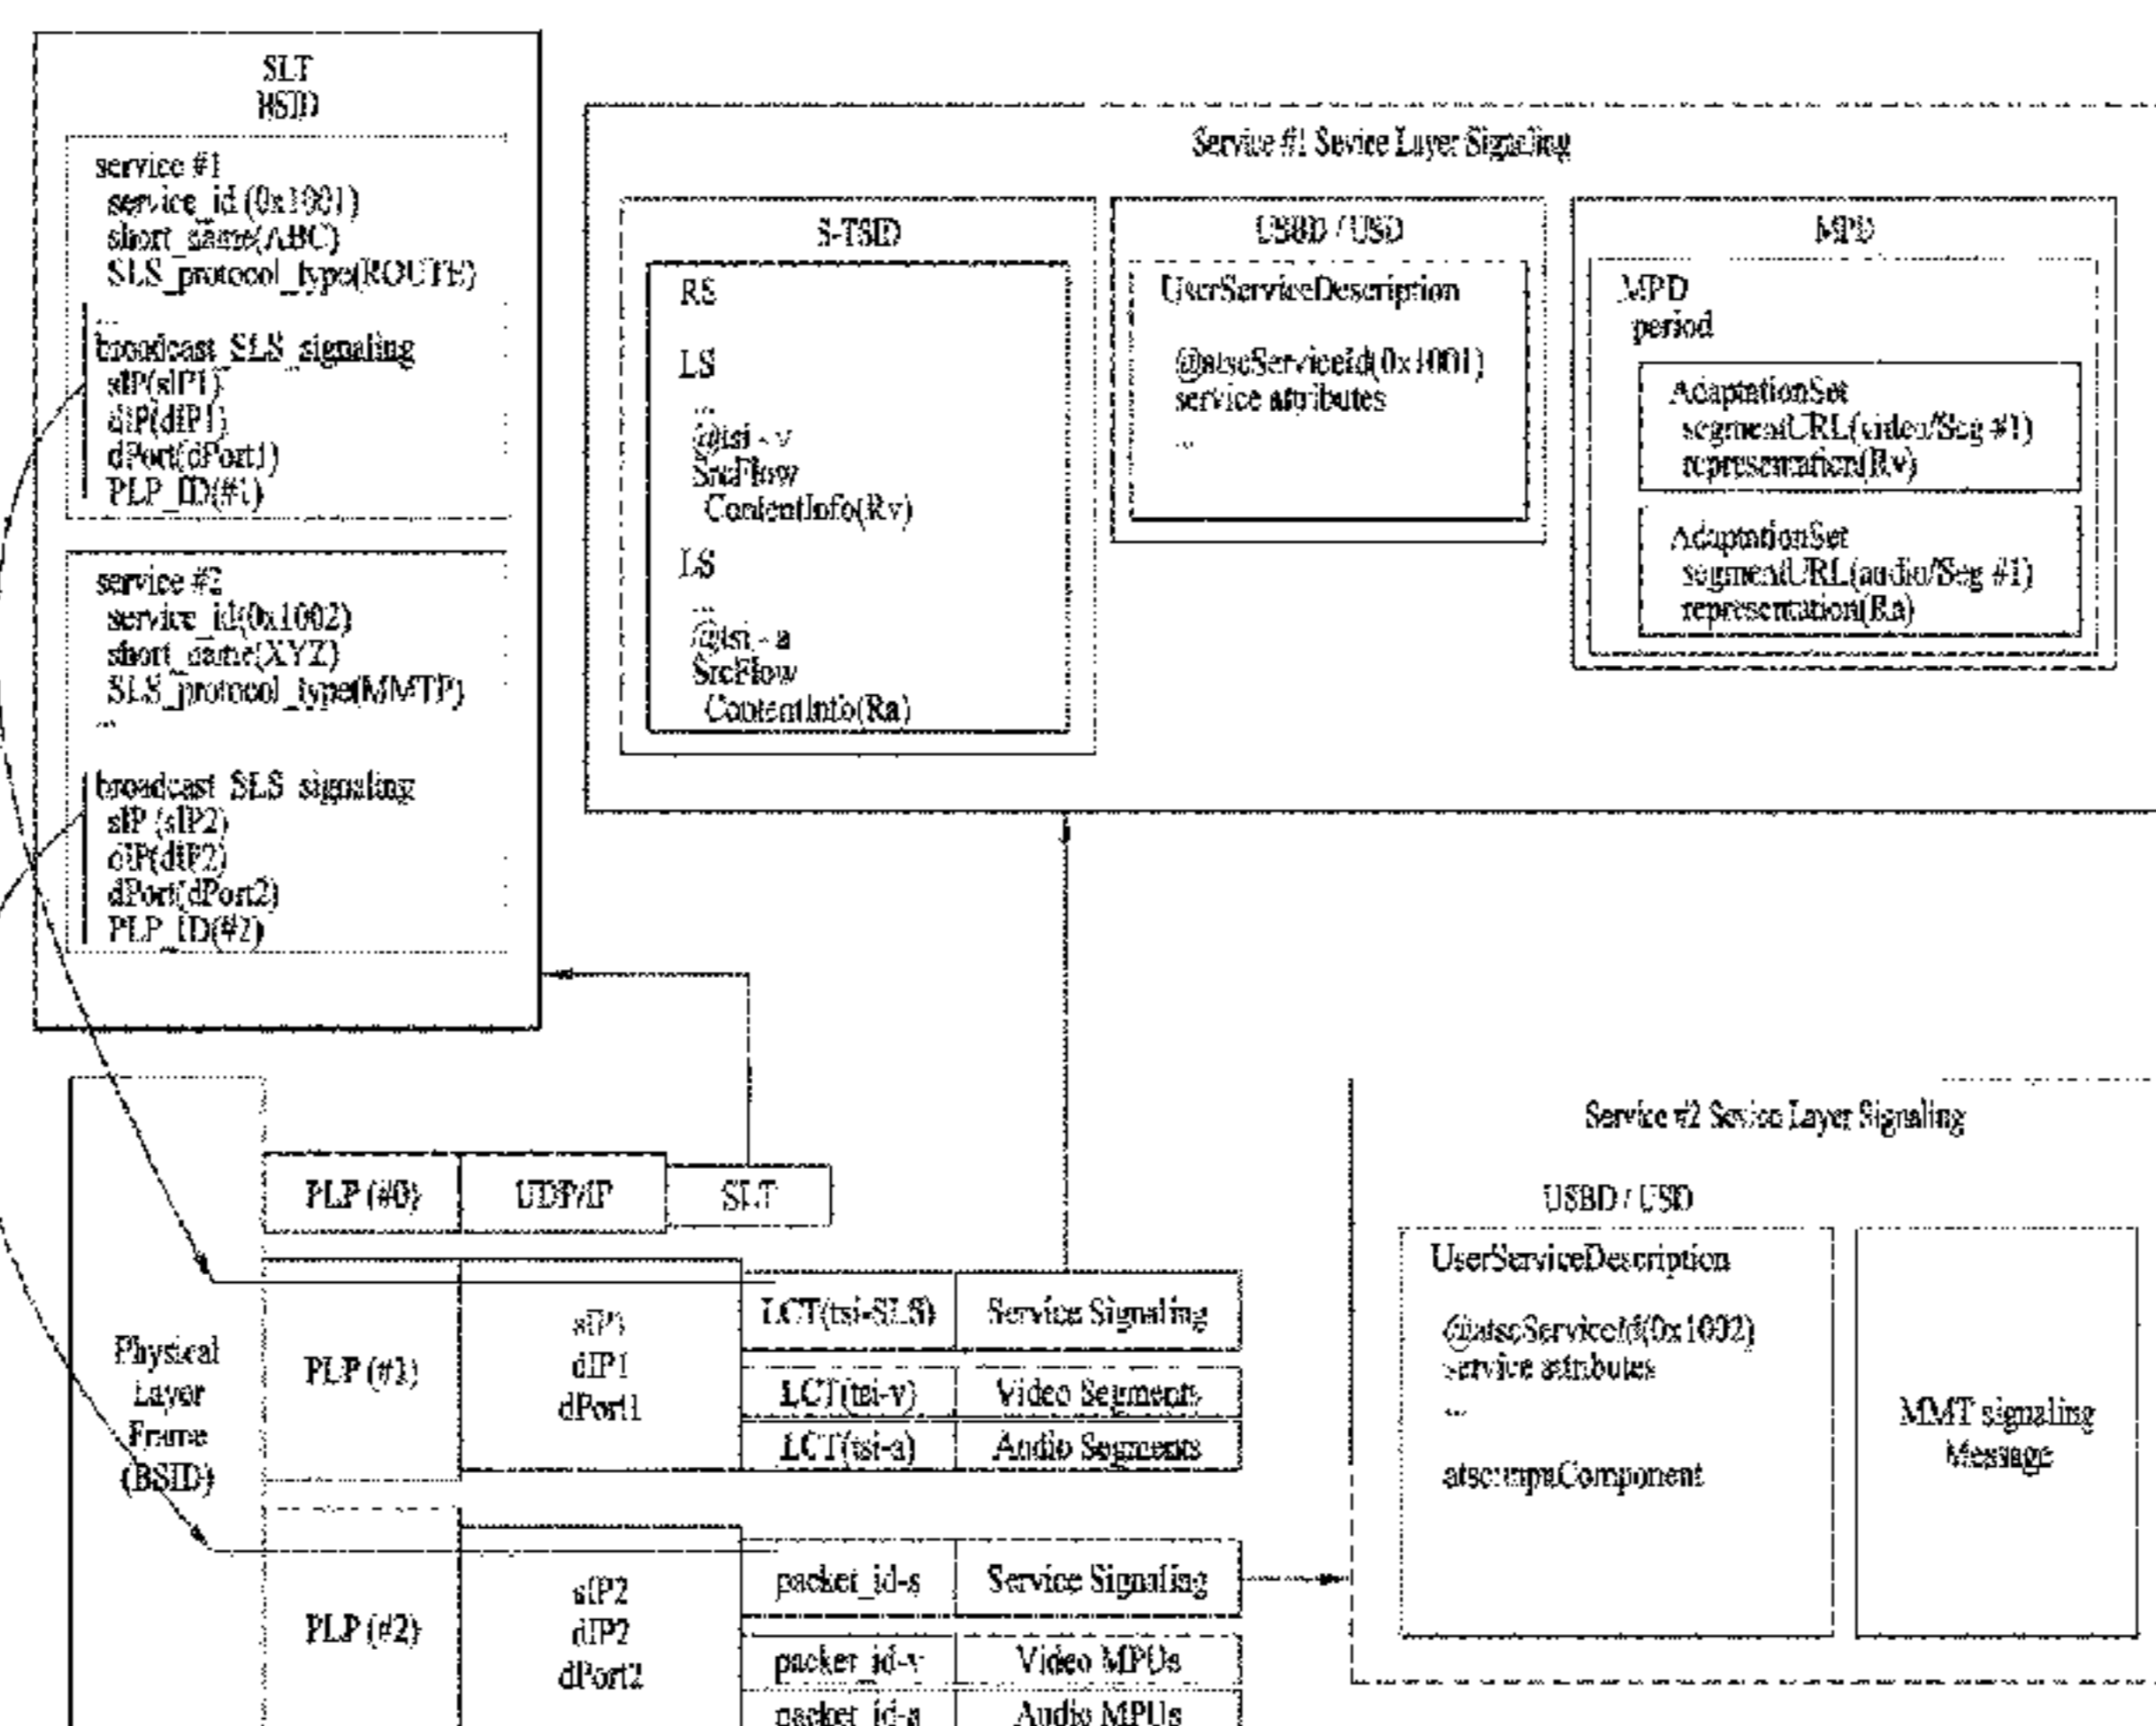 SLT
BSID
service #1
service_id (0x1001)
short_name(ABC)
SLS_protocol_type(ROUTE)
...
broadcast_SLS_signaling
sIP(sIP1)
dIP(dIP1)
dPort(dPort1)
PLP_ID(#1)
service #2
service_id(0x1002)
short_name(XYZ)
SLS_protocol_type(MMTP)
...
broadcast_SLS_signaling
sIP (sIP2)
dIP(dIP2)
dPort(dPort2)
PLP_ID(#2)
Service #1 Sevice Layer Signaling
S-TSID
RS
LS
...
@tsi - v
SrcFlow
ContentInfo(Rv)
LS
...
@tsi - a
SrcFlow
ContentInfo(Ra)
USBD / USD
UserServiceDescription
@atscServiceId(0x1001)
service attributes
...
MPD
MPD
period
AdaptationSet
segmentURL(video/Seg #1)
representation(Rv)
AdaptationSet
segmentURL(audio/Seg #1)
representation(Ra)
Physical
Layer
Frame
(BSID)
PLP (#0)
UDP/IP
SLT
PLP (#1)
sIP1
dIP1
dPort1
LCT(tsi-SLS)
Service Signaling
LCT(tsi-v)
Video Segments
LCT(tsi-a)
Audio Segments
PLP (#2)
sIP2
dIP2
dPort2
packet_id-s
Service Signaling
packet_id-v
Video MPUs
packet_id-a
Audio MPUs
Service #2 Sevice Layer Signaling
USBD / USD
UserServiceDescription
@atscServiceId(0x1002)
service attributes
...
atsc:mpuComponent
MMT signaling
Message